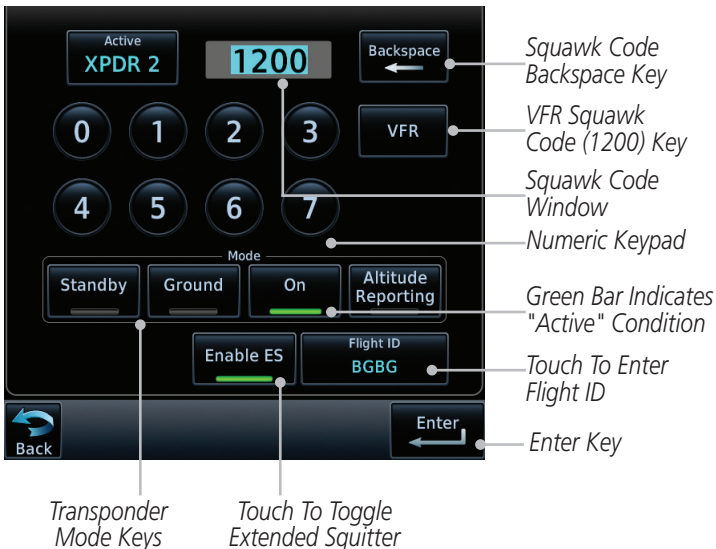 Active
XPDR 2
1200
Backspace
Squawk Code
Backspace Key
0 1 2 3
VFR
VFR Squawk
Code (1200) Key
4 5 6 7
Squawk Code
Window
Numeric Keypad
Mode
Standby
Ground
On
Altitude
Reporting
Green Bar Indicates
"Active" Condition
Enable ES
Flight ID
BGBG
Touch To Enter
Flight ID
Back
Enter
Enter Key
Transponder
Mode Keys
Touch To Toggle
Extended Squitter